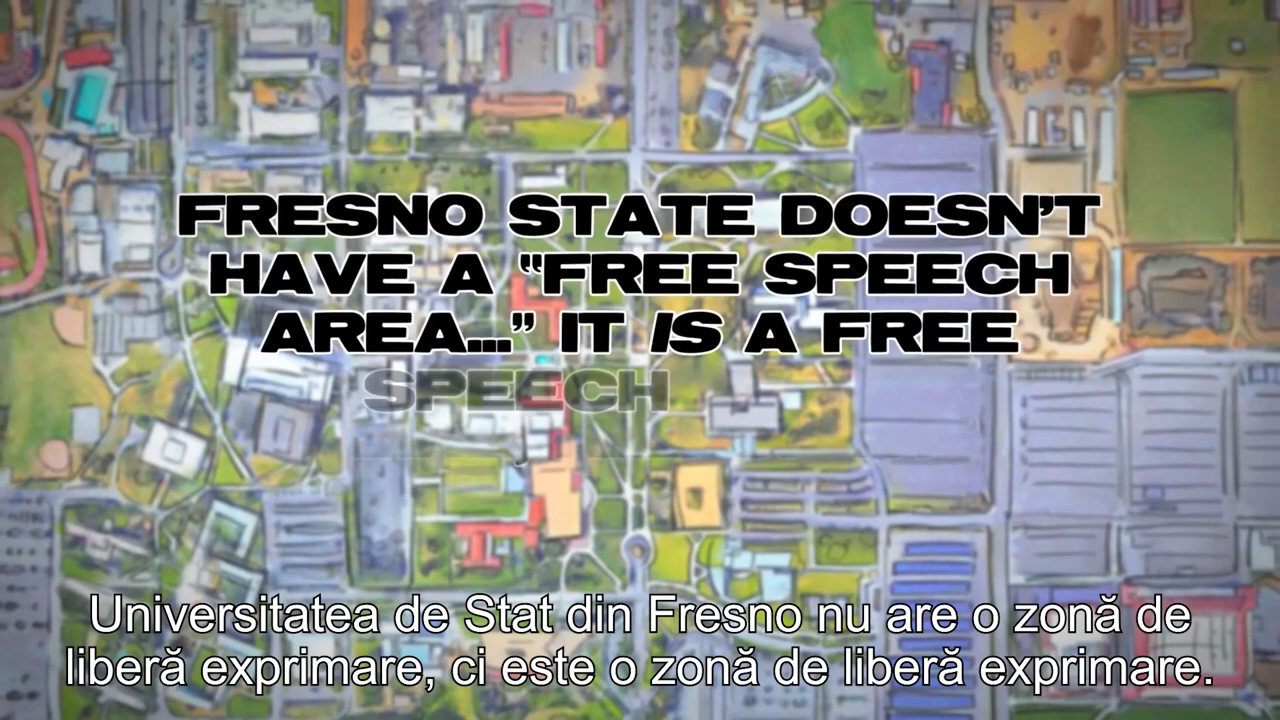 FRESNO STATE DOESN'T
HAVE A “FREE SPEECH
AREA...” IT IS A FREE
SPEECH
Universitatea de Stat din Fresno nu are o zonă de
liberă exprimare, ci este o zonă de liberă exprimare.